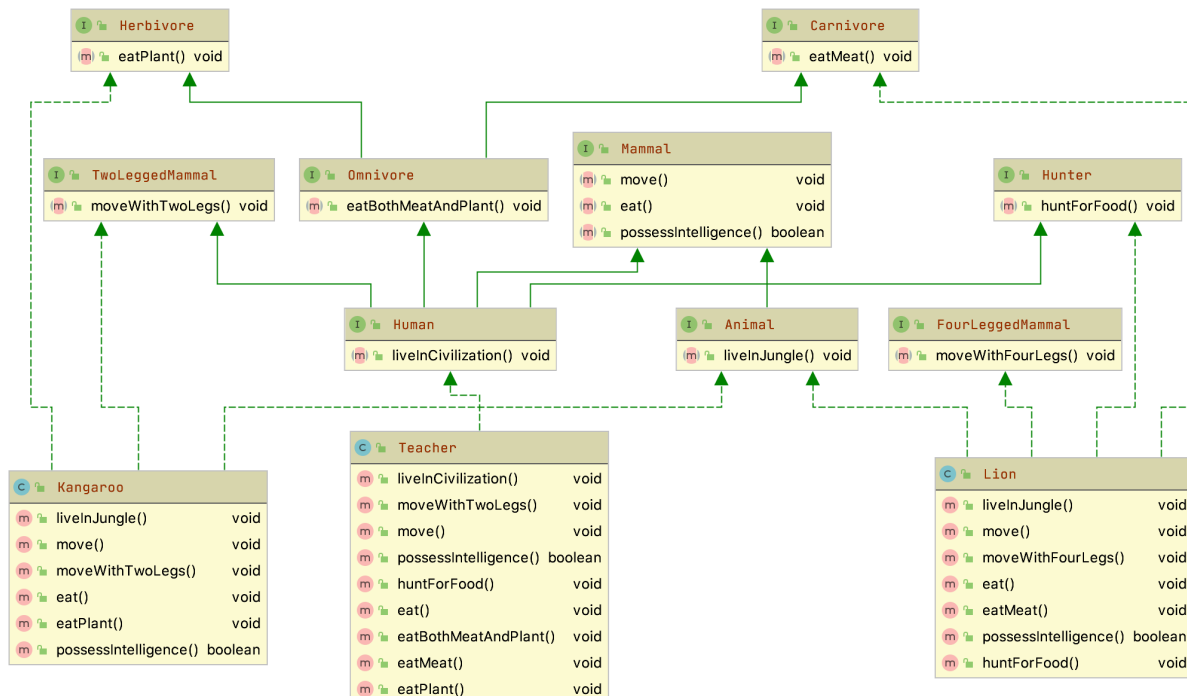 I Herbivore
m eatPlant() void
I Carnivore
m eatMeat() void
I TwoLeggedMammal
m moveWithTwoLegs() void
I Omnivore
m eatBothMeatAndPlant() void
I Mammal
m move() void
m eat() void
m possessIntelligence() boolean
I Hunter
m huntForFood() void
I Human
m liveInCivilization() void
I Animal
m liveInJungle() void
I FourLeggedMammal
m moveWithFourLegs() void
C Kangaroo
m liveInJungle() void
m move() void
m moveWithTwoLegs() void
m eat() void
m eatPlant() void
m possessIntelligence() boolean
C Teacher
m liveInCivilization() void
m moveWithTwoLegs() void
m move() void
m possessIntelligence() boolean
m huntForFood() void
m eat() void
m eatBothMeatAndPlant() void
m eatMeat() void
m eatPlant() void
C Lion
m liveInJungle() void
m move() void
m moveWithFourLegs() void
m eat() void
m eatMeat() void
m possessIntelligence() boolean
m huntForFood() void